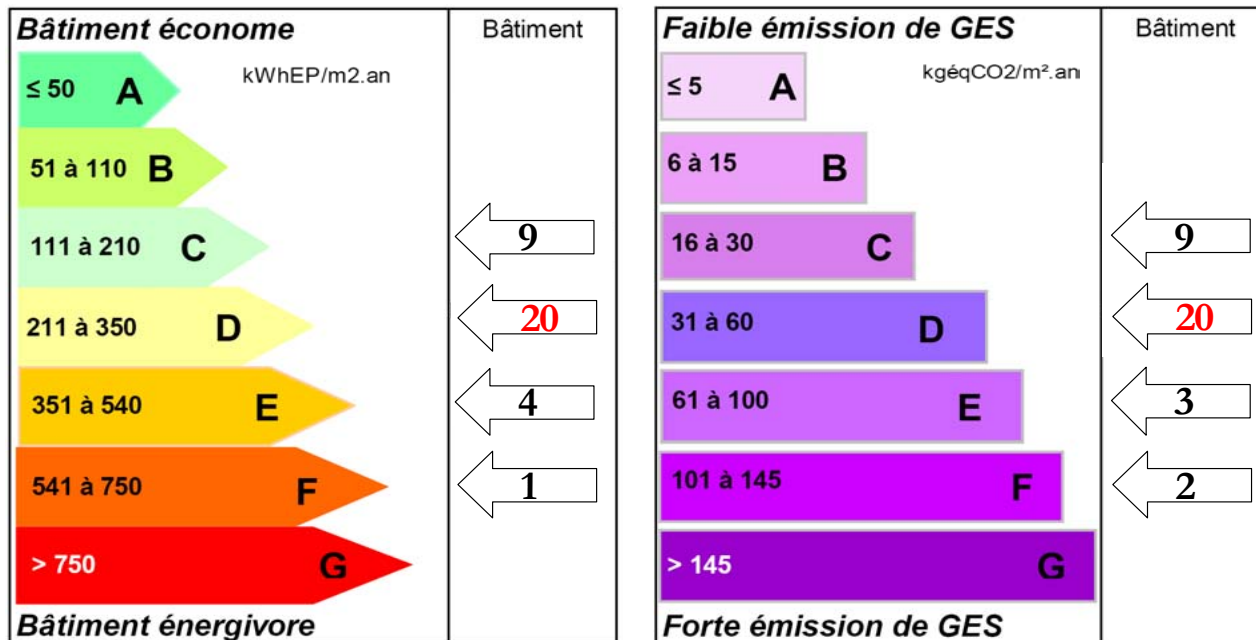 Bâtiment économe
Bâtiment
kWhEP/m2.an
≤ 50 A
51 à 110 B
111 à 210 C
9
211 à 350 D
20
351 à 540 E
4
541 à 750 F
1
> 750 G
Bâtiment énergivore
Faible émission de GES
Bâtiment
kgéqCO2/m².an
≤ 5 A
6 à 15 B
16 à 30 C
9
31 à 60 D
20
61 à 100 E
3
101 à 145 F
2
> 145 G
Forte émission de GES